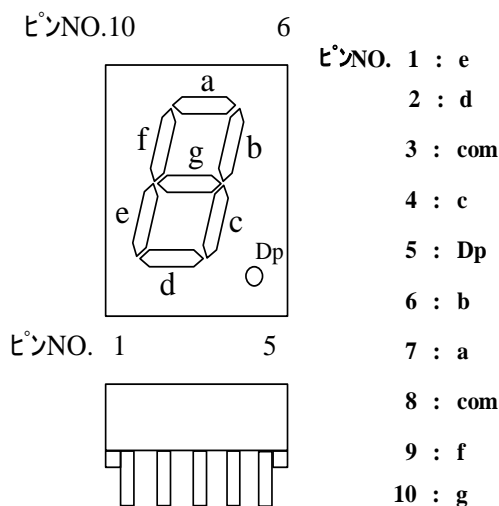 ピンNO.10 6
a
f b
g
e c
d Dp
ピンNO. 1 5
ピンNO. 1 : e
2 : d
3 : com
4 : c
5 : Dp
6 : b
7 : a
8 : com
9 : f
10 : g